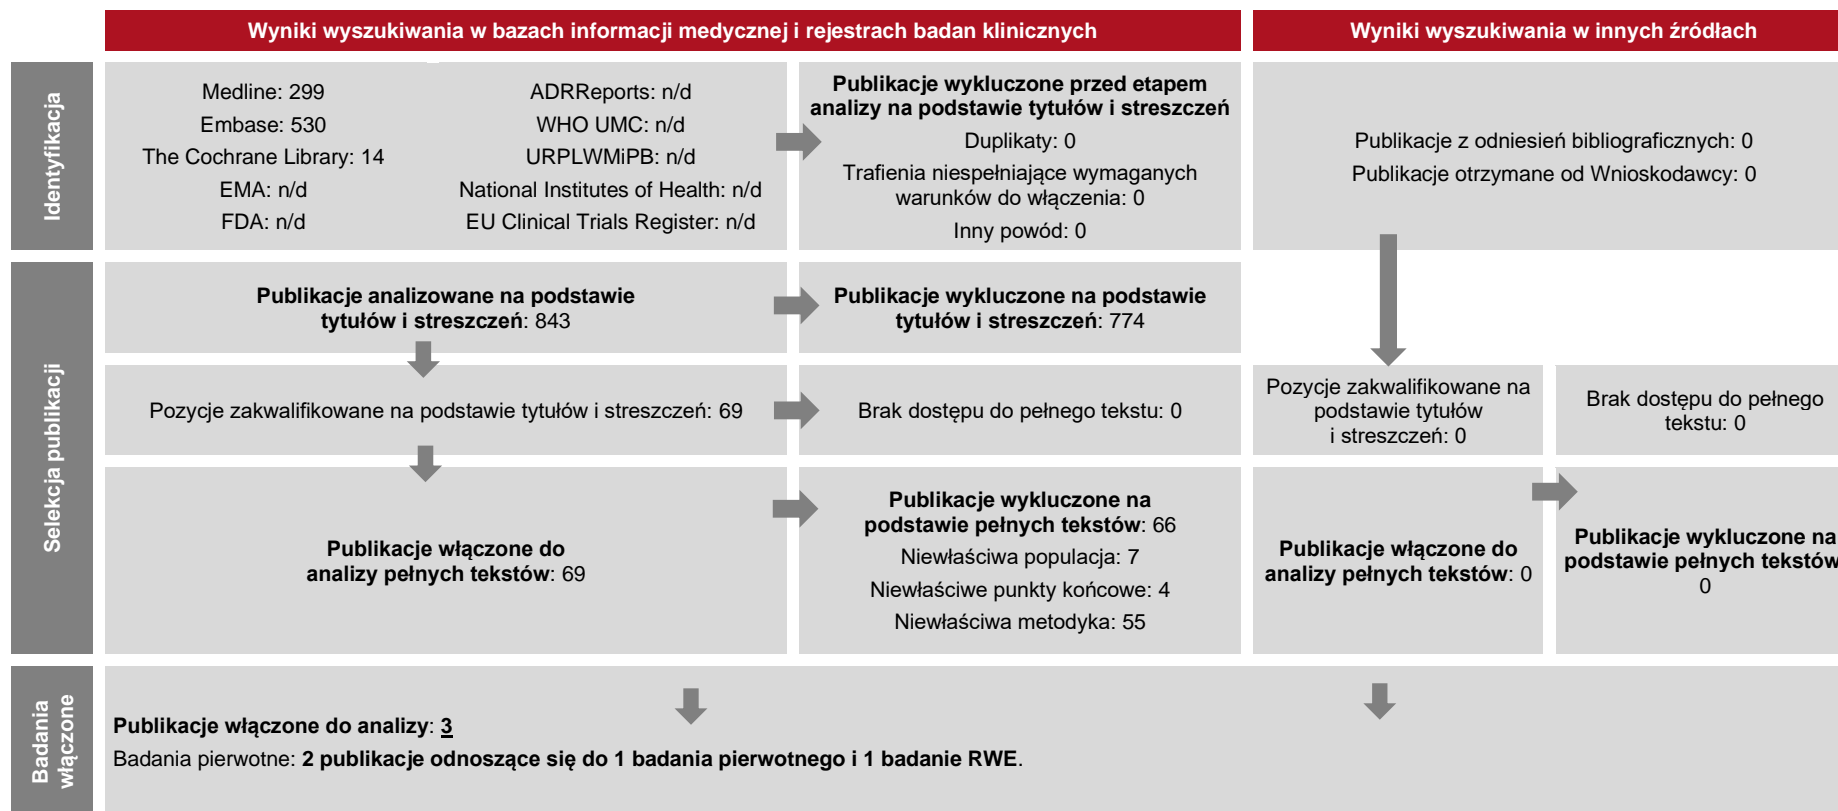 Wyniki wyszukiwania w bazach informacji medycznej i rejestrach badan klinicznych
Wyniki wyszukiwania w innych źródłach
Identyfikacja
Medline: 299
Embase: 530
The Cochrane Library: 14
EMA: n/d
FDA: n/d
ADRReports: n/d
WHO UMC: n/d
URPLWMiPB: n/d
National Institutes of Health: n/d
EU Clinical Trials Register: n/d
Publikacje wykluczone przed etapem
analizy na podstawie tytułów i streszczeń
Duplikaty: 0
Trafienia niespełniające wymaganych
warunków do włączenia: 0
Inny powód: 0
Publikacje z odniesień bibliograficznych: 0
Publikacje otrzymane od Wnioskodawcy: 0
Selekcja publikacji
Publikacje analizowane na podstawie
tytułów i streszczeń: 843
Publikacje wykluczone na podstawie
tytułów i streszczeń: 774
Pozycje zakwalifikowane na podstawie tytułów i streszczeń: 69
Brak dostępu do pełnego tekstu: 0
Pozycje zakwalifikowane na
podstawie tytułów
i streszczeń: 0
Brak dostępu do pełnego
tekstu: 0
Publikacje włączone do
analizy pełnych tekstów: 69
Publikacje wykluczone na
podstawie pełnych tekstów: 66
Niewłaściwa populacja: 7
Niewłaściwe punkty końcowe: 4
Niewłaściwa metodyka: 55
Publikacje włączone do
analizy pełnych tekstów: 0
Publikacje wykluczone na
podstawie pełnych tekstów
0
Badania
włączone
Publikacje włączone do analizy: 3
Badania pierwotne: 2 publikacje odnoszące się do 1 badania pierwotnego i 1 badanie RWE.